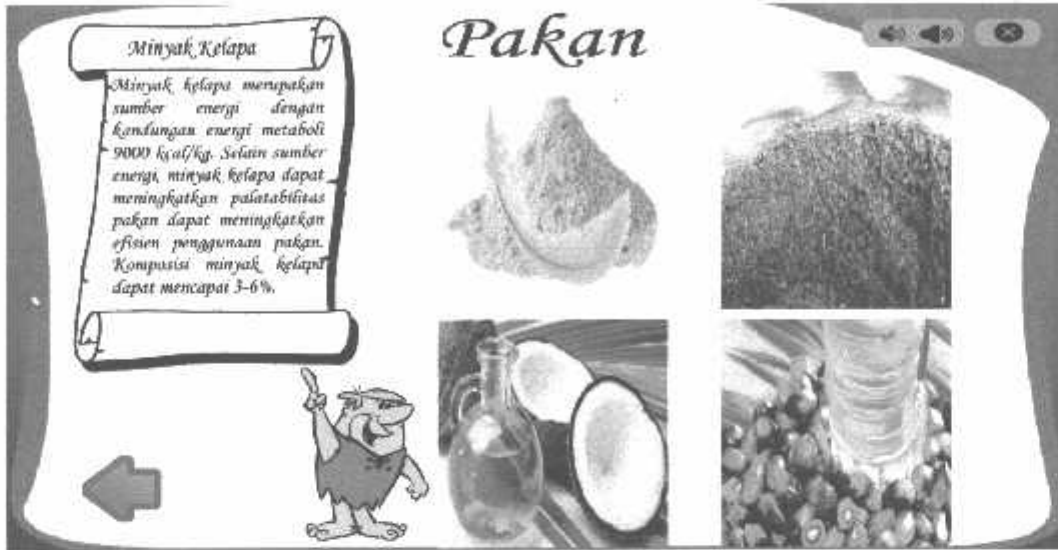 Pakan
Minyak Kelapa
Minyak kelapa merupakan
sumber energi dengan
kandungan energi metaboli
9000 kcal/kg. Selain sumber
energi, minyak kelapa dapat
meningkatkan palatabilitas
pakan dapat meningkatkan
efisien penggunaan pakan.
Komposisi minyak kelapa
dapat mencapai 3-6%.